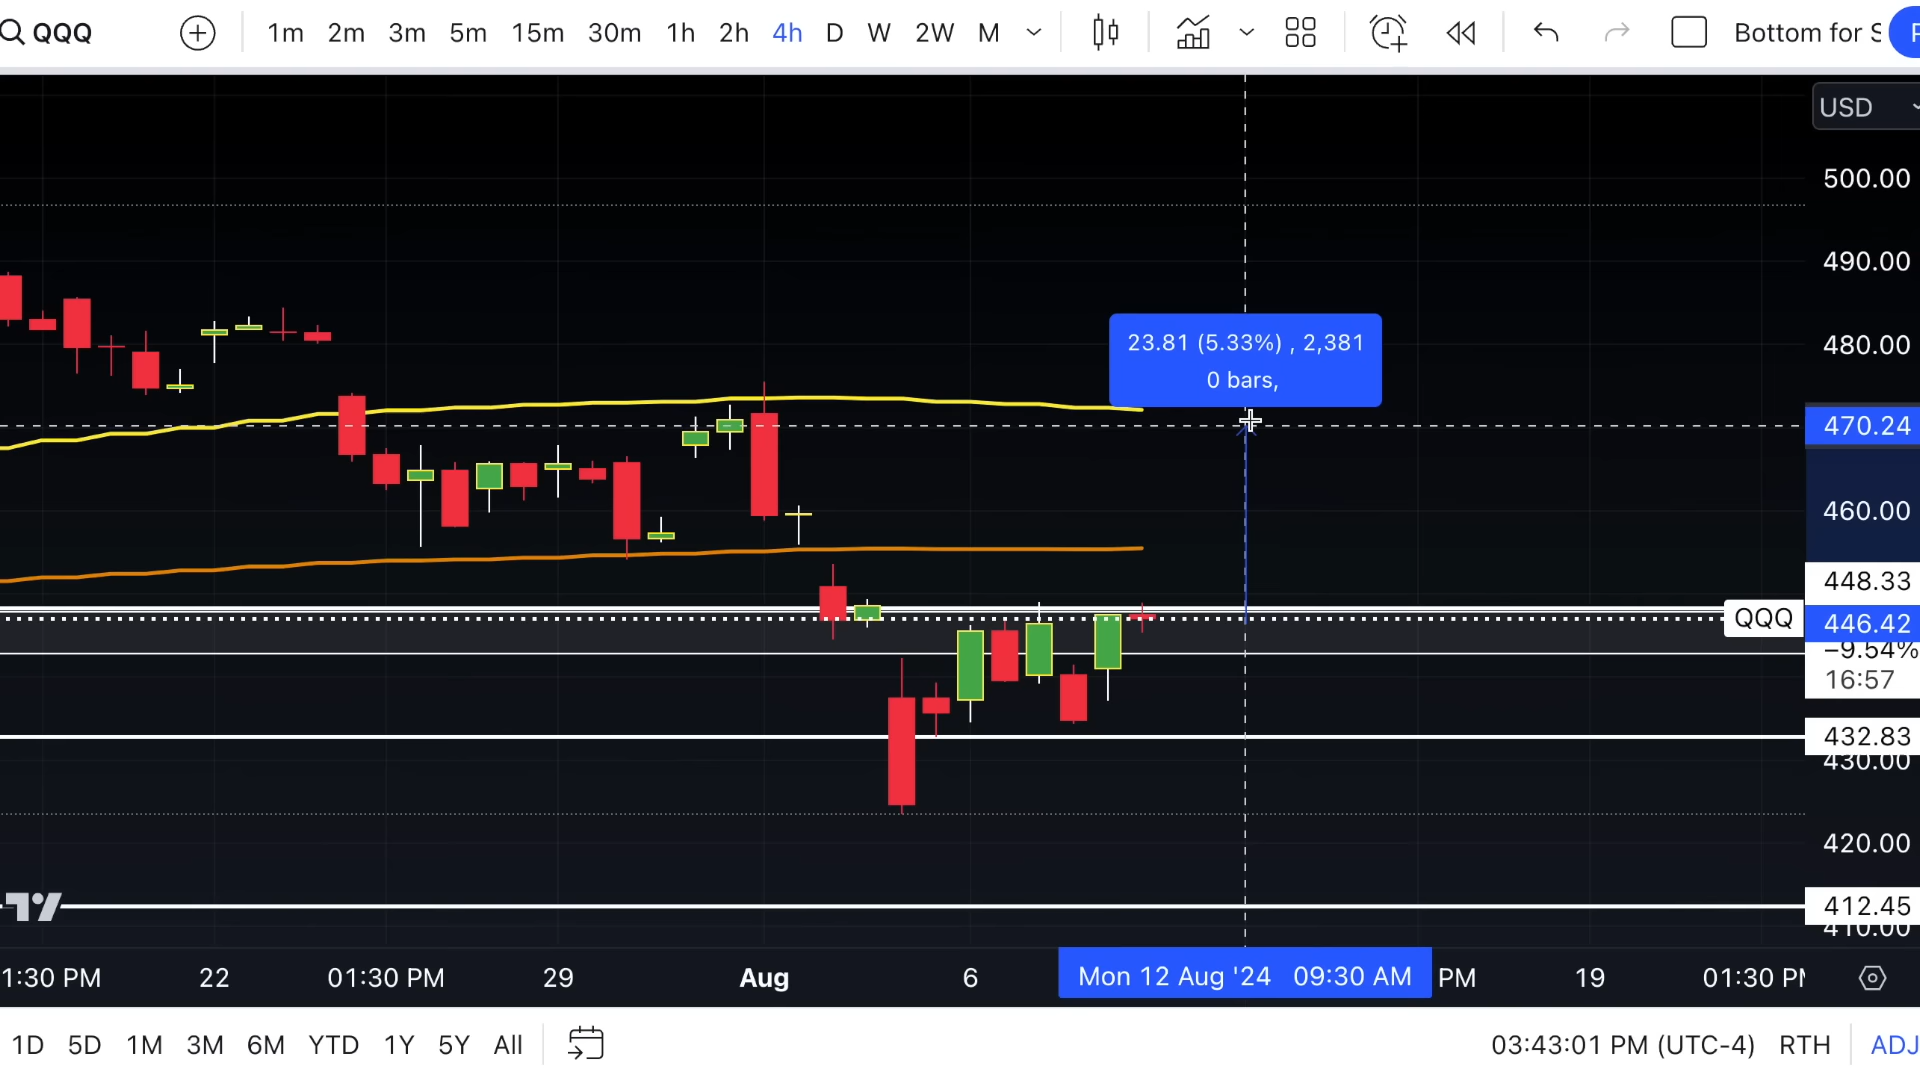 QQQ 1m 2m 3m 5m 15m 30m 1h 2h 4h D W 2W M Bottom for S
USD
500.00
490.00
480.00
23.81 (5.33%) , 2,381
0 bars,
470.24
460.00
448.33
QQQ 446.42
−9.54%
16:57
432.83
430.00
420.00
412.45
410.00
1:30 PM 22 01:30 PM 29 Aug 6 Mon 12 Aug '24 09:30 AM PM 19 01:30 PM
1D 5D 1M 3M 6M YTD 1Y 5Y All 03:43:01 PM (UTC-4) RTH ADJ